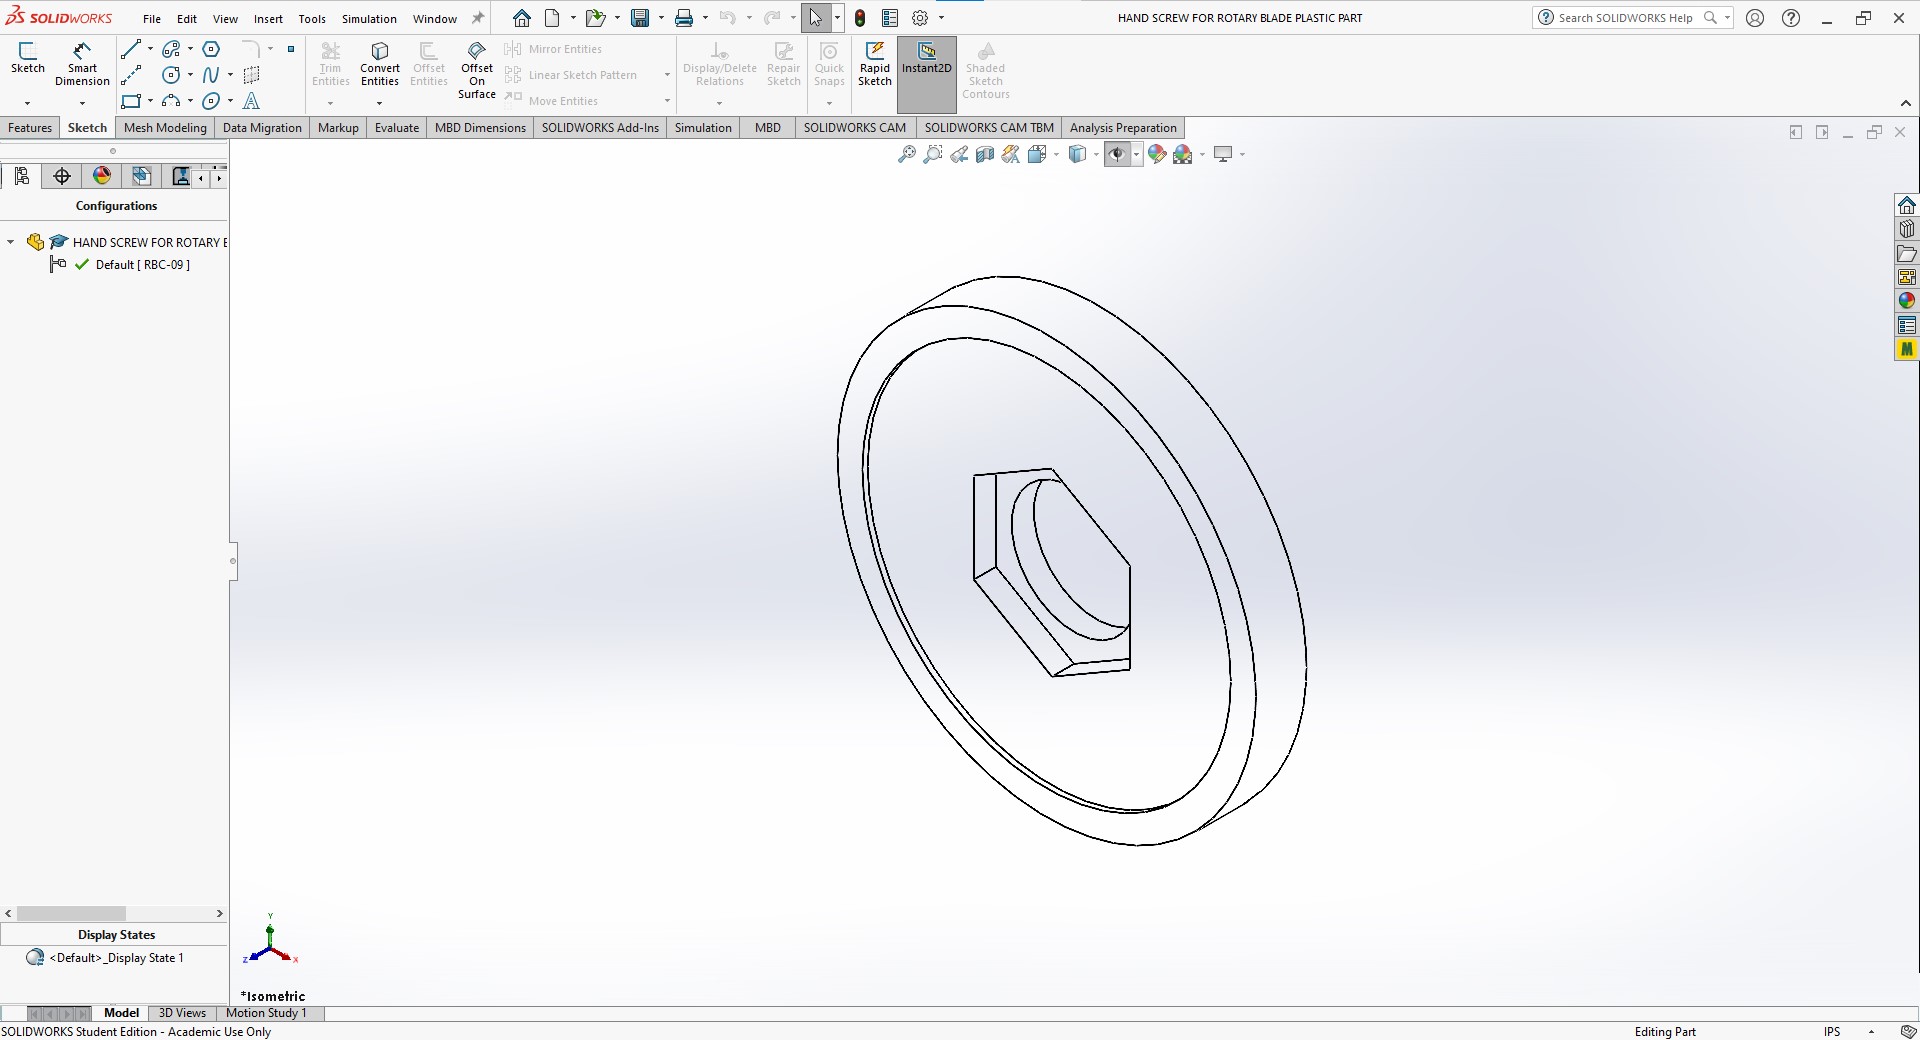 SOLIDWORKS File Edit View Insert Tools Simulation Window HAND SCREW FOR ROTARY BLADE PLASTIC PART Search SOLIDWORKS Help
Sketch
Smart
Dimension
Trim
Entities
Convert
Entities
Offset
Entities
Offset
On
Surface
Mirror Entities
Linear Sketch Pattern
Move Entities
Display/Delete
Relations
Repair
Sketch
Quick
Snaps
Rapid
Sketch
Instant2D
Shaded
Sketch
Contours
Features Sketch Mesh Modeling Data Migration Markup Evaluate MBD Dimensions SOLIDWORKS Add-Ins Simulation MBD SOLIDWORKS CAM SOLIDWORKS CAM TBM Analysis Preparation
Configurations
HAND SCREW FOR ROTARY
Default [ RBC-09 ]
M
Display States
<Default>_Display State 1
Y
Z
X
*Isometric
Model 3D Views Motion Study 1
SOLIDWORKS Student Edition - Academic Use Only Editing Part IPS